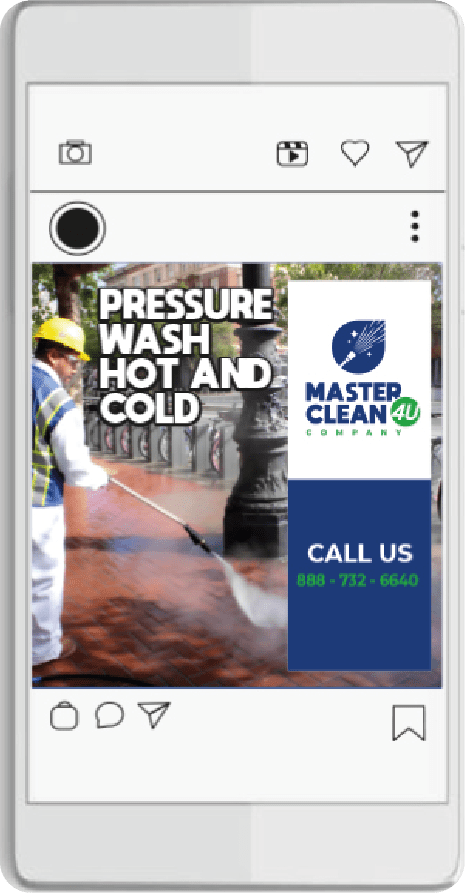 PRESSURE
WASH
HOT AND
COLD
MASTER
CLEAN 4U
COMPANY
CALL US
888 - 732 - 6640